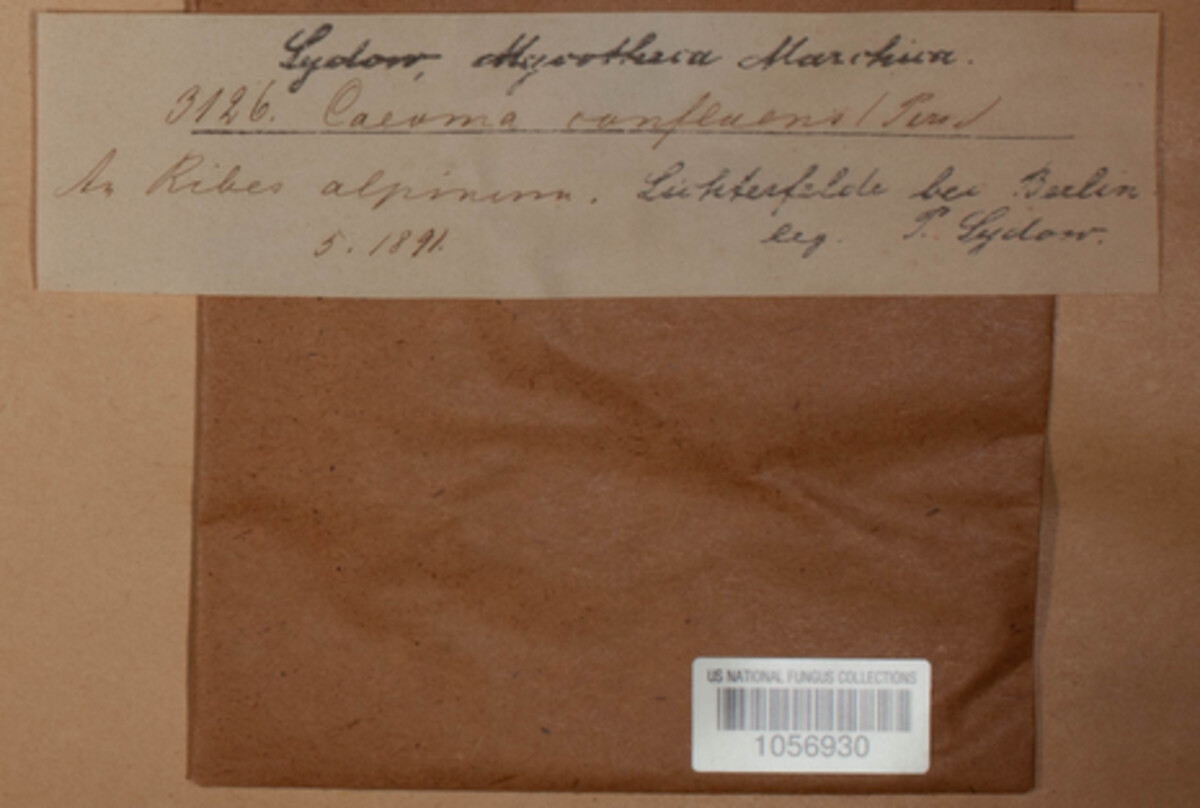 Sydow, Mycotheca Marchica.
3126. Caeoma confluens (Pers)
An Ribes alpinum. Lichterfelde bei Berlin
5. 1891. leg. P. Sydow.
US NATIONAL FUNGUS COLLECTIONS
1056930